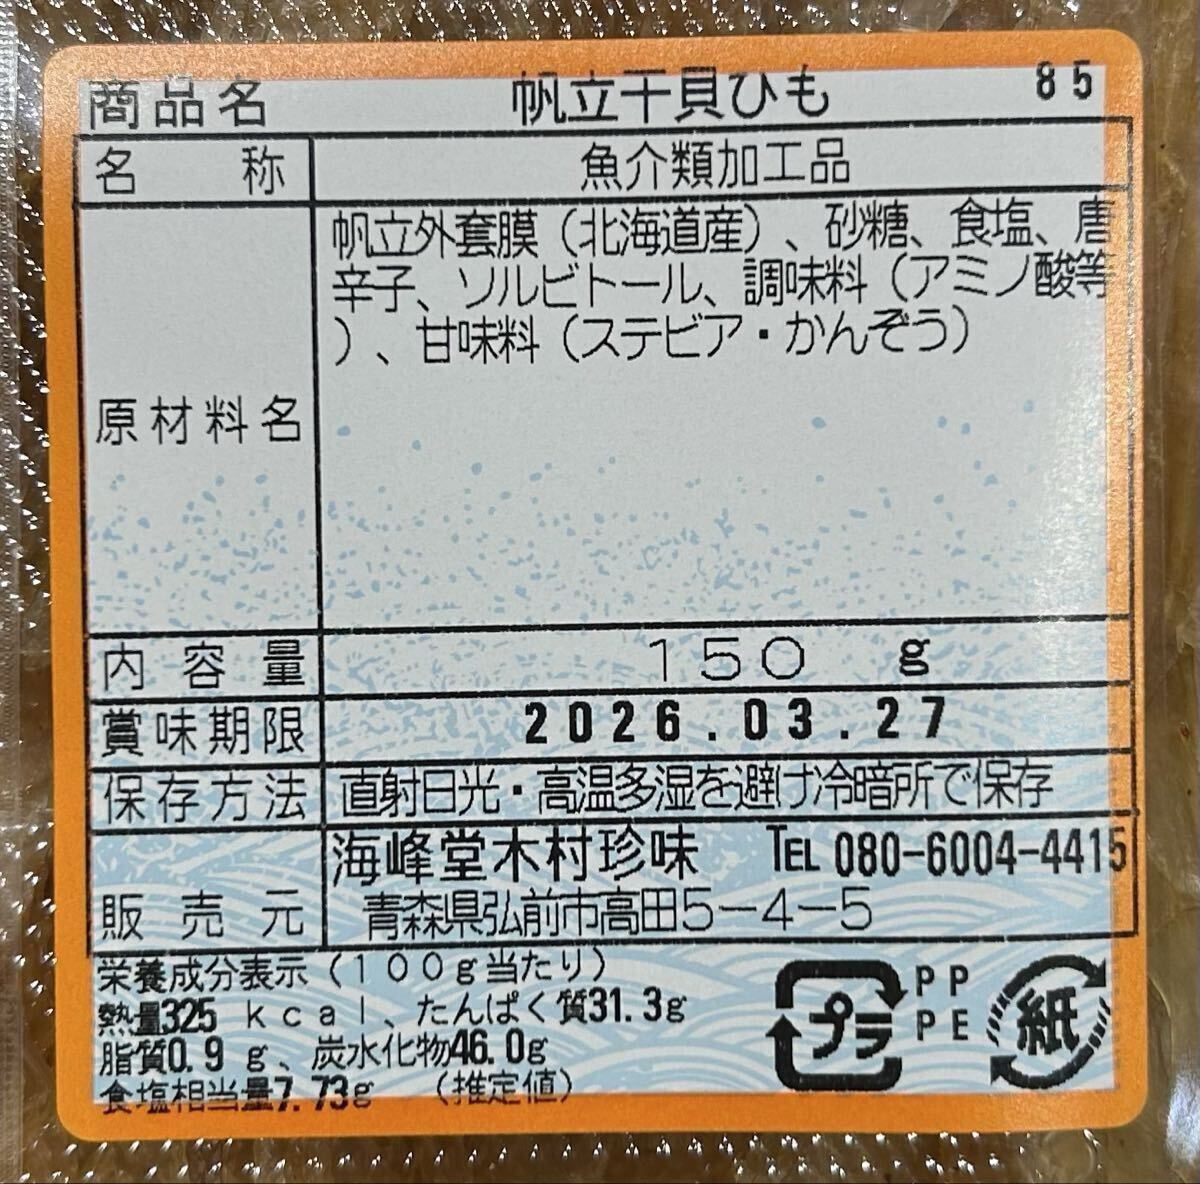 商品名 帆立干貝ひも 85
名称 魚介類加工品
原材料名 帆立外套膜（北海道産）、砂糖、食塩、唐
辛子、ソルビトール、調味料（アミノ酸等
）、甘味料（ステビア・かんぞう）
内容量 150 g
賞味期限 2026.03.27
保存方法 直射日光・高温多湿を避け冷暗所で保存
販売元 海峰堂木村珍味 TEL 080-6004-4415
青森県弘前市高田5-4-5
栄養成分表示（100g当たり）
熱量325 kcal、たんぱく質31.3g
脂質0.9g、炭水化物46.0g
食塩相当量7.73g （推定値）
プラ PP
PE
紙